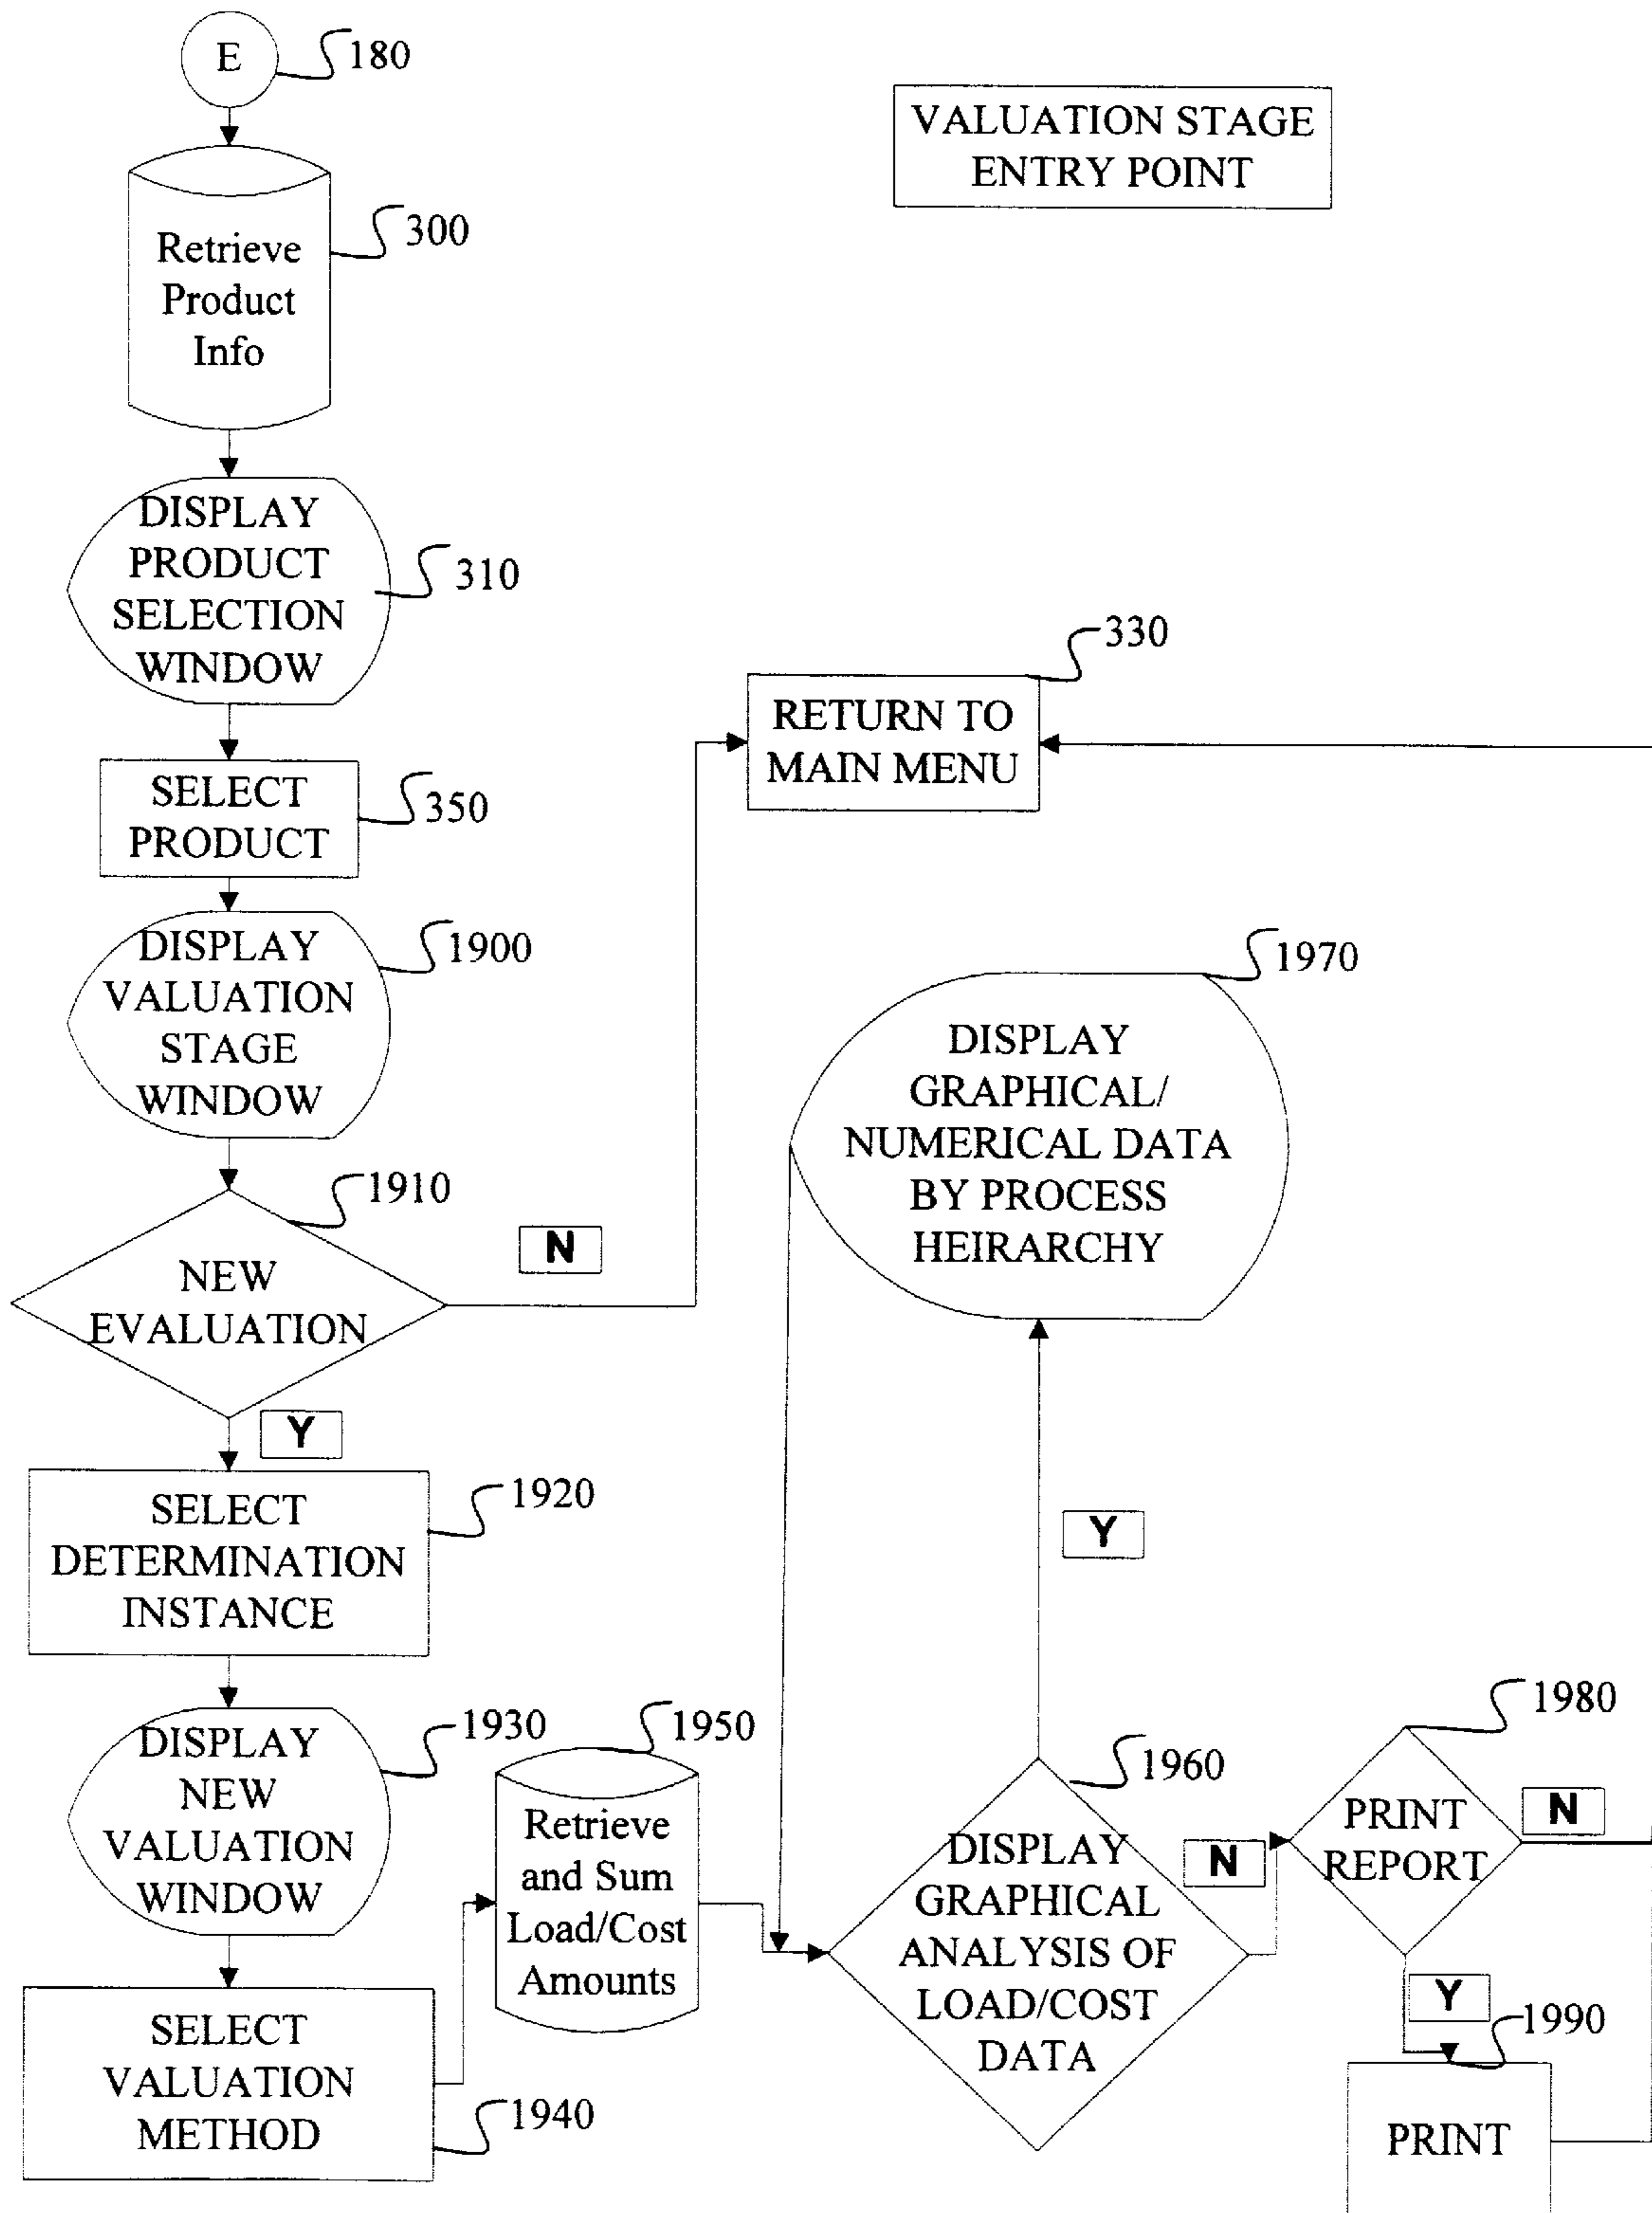 E
180
VALUATION STAGE
ENTRY POINT
Retrieve
Product
Info
300
DISPLAY
PRODUCT
SELECTION
WINDOW
310
330
RETURN TO
MAIN MENU
SELECT
PRODUCT
350
DISPLAY
VALUATION
STAGE
WINDOW
1900
1970
DISPLAY
GRAPHICAL/
NUMERICAL DATA
BY PROCESS
HEIRARCHY
1910
NEW
EVALUATION
N
Y
SELECT
DETERMINATION
INSTANCE
1920
Y
DISPLAY
NEW
VALUATION
WINDOW
1930
1950
Retrieve
and Sum
Load/Cost
Amounts
1960
DISPLAY
GRAPHICAL
ANALYSIS OF
LOAD/COST
DATA
N
1980
PRINT
REPORT
N
Y
1990
PRINT
SELECT
VALUATION
METHOD
1940